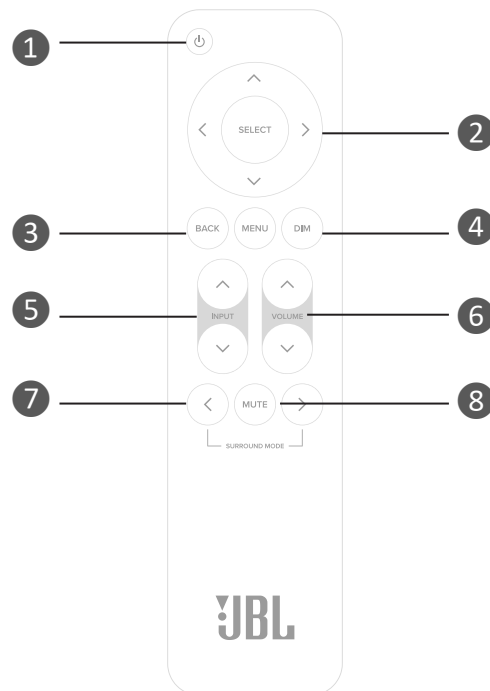 1
SELECT
2
3
BACK MENU DIM
4
5
INPUT VOLUME
6
7
MUTE
8
SURROUND MODE
JBL